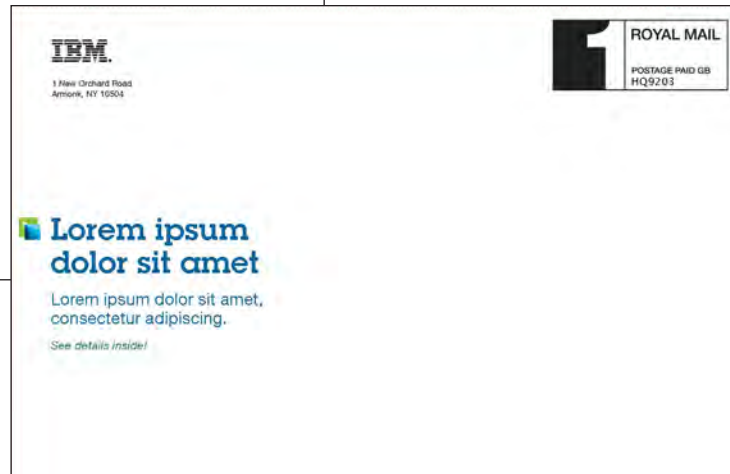 IBM.
1 New Orchard Road
Armonk, NY 10504
1
ROYAL MAIL
POSTAGE PAID GB
HQ9203
Lorem ipsum
dolor sit amet
Lorem ipsum dolor sit amet,
consectetur adipiscing.
See details inside!